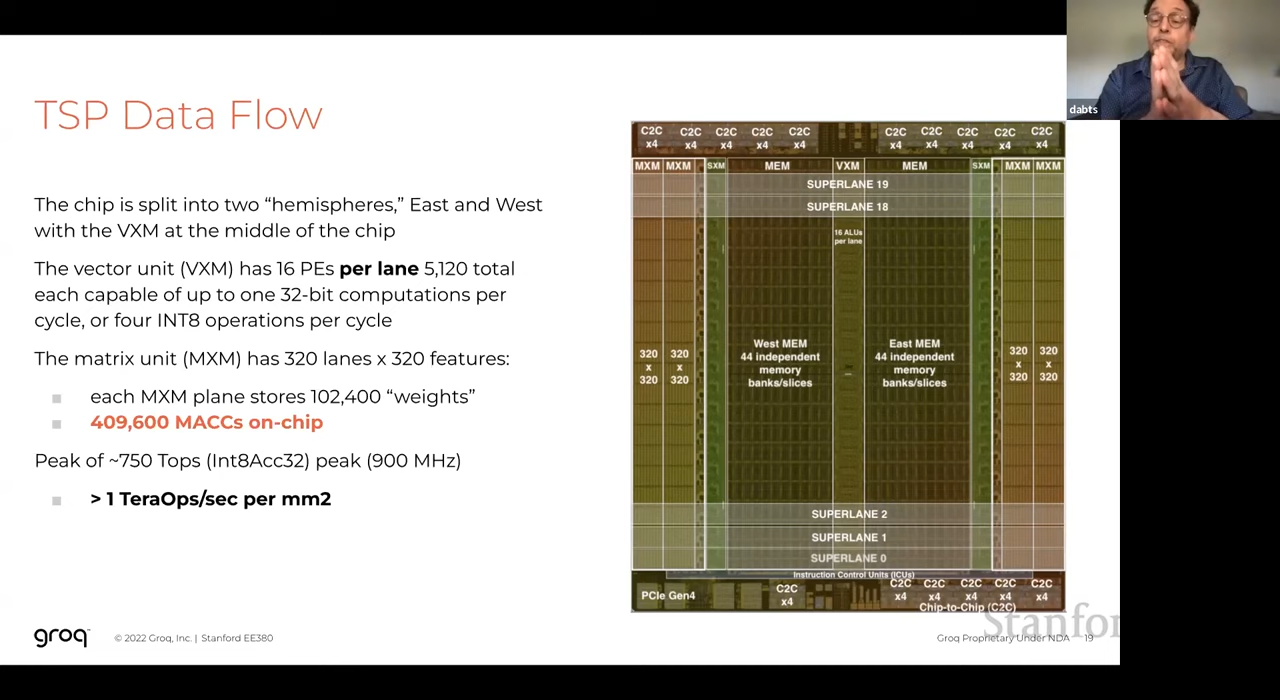 dabts
TSP Data Flow
The chip is split into two “hemispheres,” East and West
with the VXM at the middle of the chip
The vector unit (VXM) has 16 PEs per lane 5,120 total
each capable of up to one 32-bit computations per
cycle, or four INT8 operations per cycle
The matrix unit (MXM) has 320 lanes x 320 features:
each MXM plane stores 102,400 “weights”
409,600 MACCs on-chip
Peak of ~750 Tops (Int8Acc32) peak (900 MHz)
> 1 TeraOps/sec per mm2
C2C C2C C2C C2C C2C C2C C2C C2C C2C C2C
x4 x4 x4 x4 x4 x4 x4 x4 x4 x4
MXM MXM SXM MEM VXM MEM SXM MXM MXM
SUPERLANE 19
SUPERLANE 18
16 ALUs
per lane
West MEM
44 independent
memory
banks/slices
East MEM
44 independent
memory
banks/slices
320 320 320 320
x x x x
320 320 320 320
SUPERLANE 2
SUPERLANE 1
SUPERLANE 0
Instruction Control Units (ICUs)
PCIe Gen4
C2C C2C C2C C2C C2C C2C
x4 x4 x4 x4 x4 x4
Chip-to-Chip (C2C)
Stanfor
groq
© 2022 Groq, Inc. | Stanford EE380
Groq Proprietary Under NDA 19